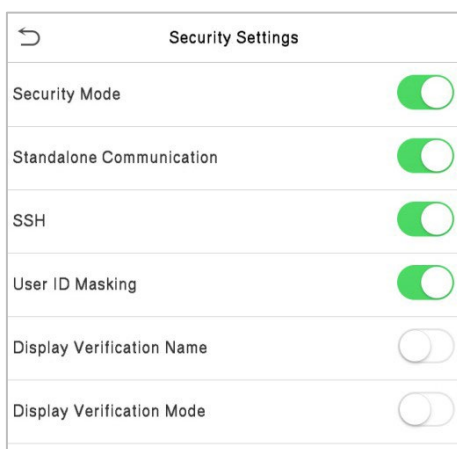 Security Settings
Security Mode
Standalone Communication
SSH
User ID Masking
Display Verification Name
Display Verification Mode